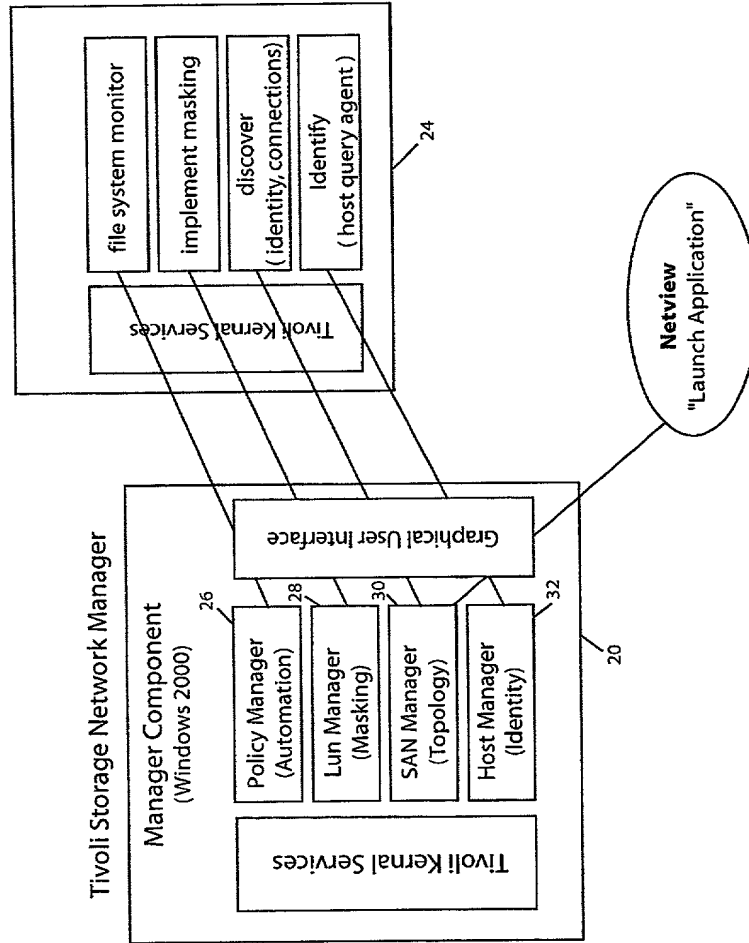 Tivoli Storage Network Manager
Manager Component
(Windows 2000)
Tivoli Kernal Services
Policy Manager
(Automation)
26
Lun Manager
(Masking)
28
SAN Manager
(Topology)
30
Host Manager
(Identity)
32
Graphical User Interface
20
Tivoli Kernal Services
file system monitor
implement masking
discover
(identity, connections)
Identify
( host query agent )
24
Netview
"Launch Application"